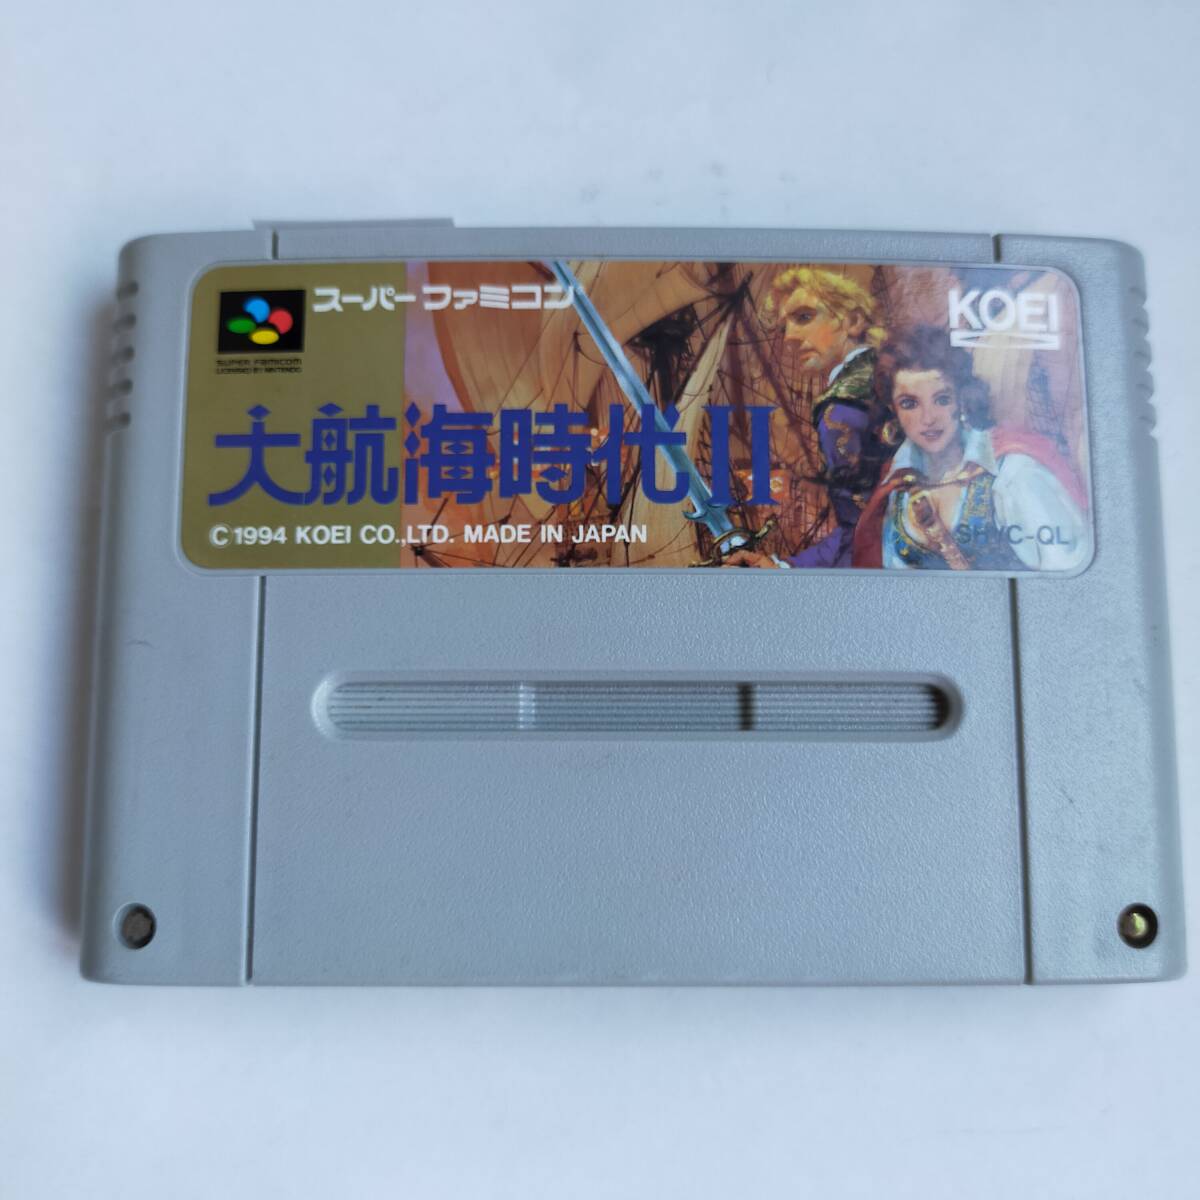 スーパーファミコン
SUPER FAMICOM
LICENSED BY NINTENDO
KOEI
大航海時代II
©1994 KOEI CO.,LTD. MADE IN JAPAN
SHVC-QL